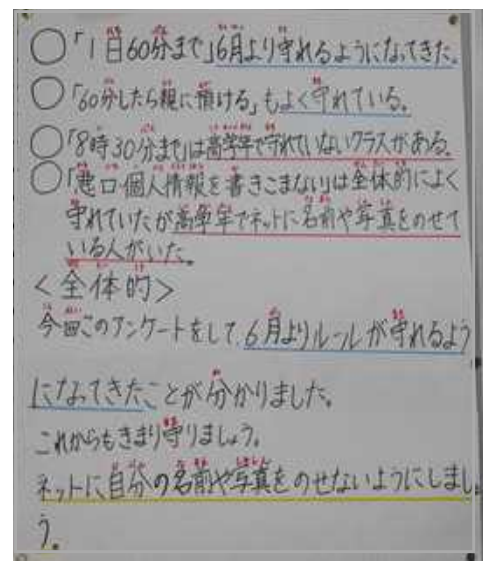 ○「1日60分まで」6月より守れるようになってきた。
○「60分したら親に預ける」もよく守れている。
○「8時30分まで」は高学年で守れていないクラスがある。
○「悪口個人情報を書きこまない」は全体的によく
守れていたが高学年でネットに名前や写真をのせて
いる人がいた。
<全体的>
今回このアンケートをして6月よりルールが守れるよう
になってきたことが分かりました。
これからもきまり守りましょう。
ネットに自分の名前や写真をのせないようにしまし
う。